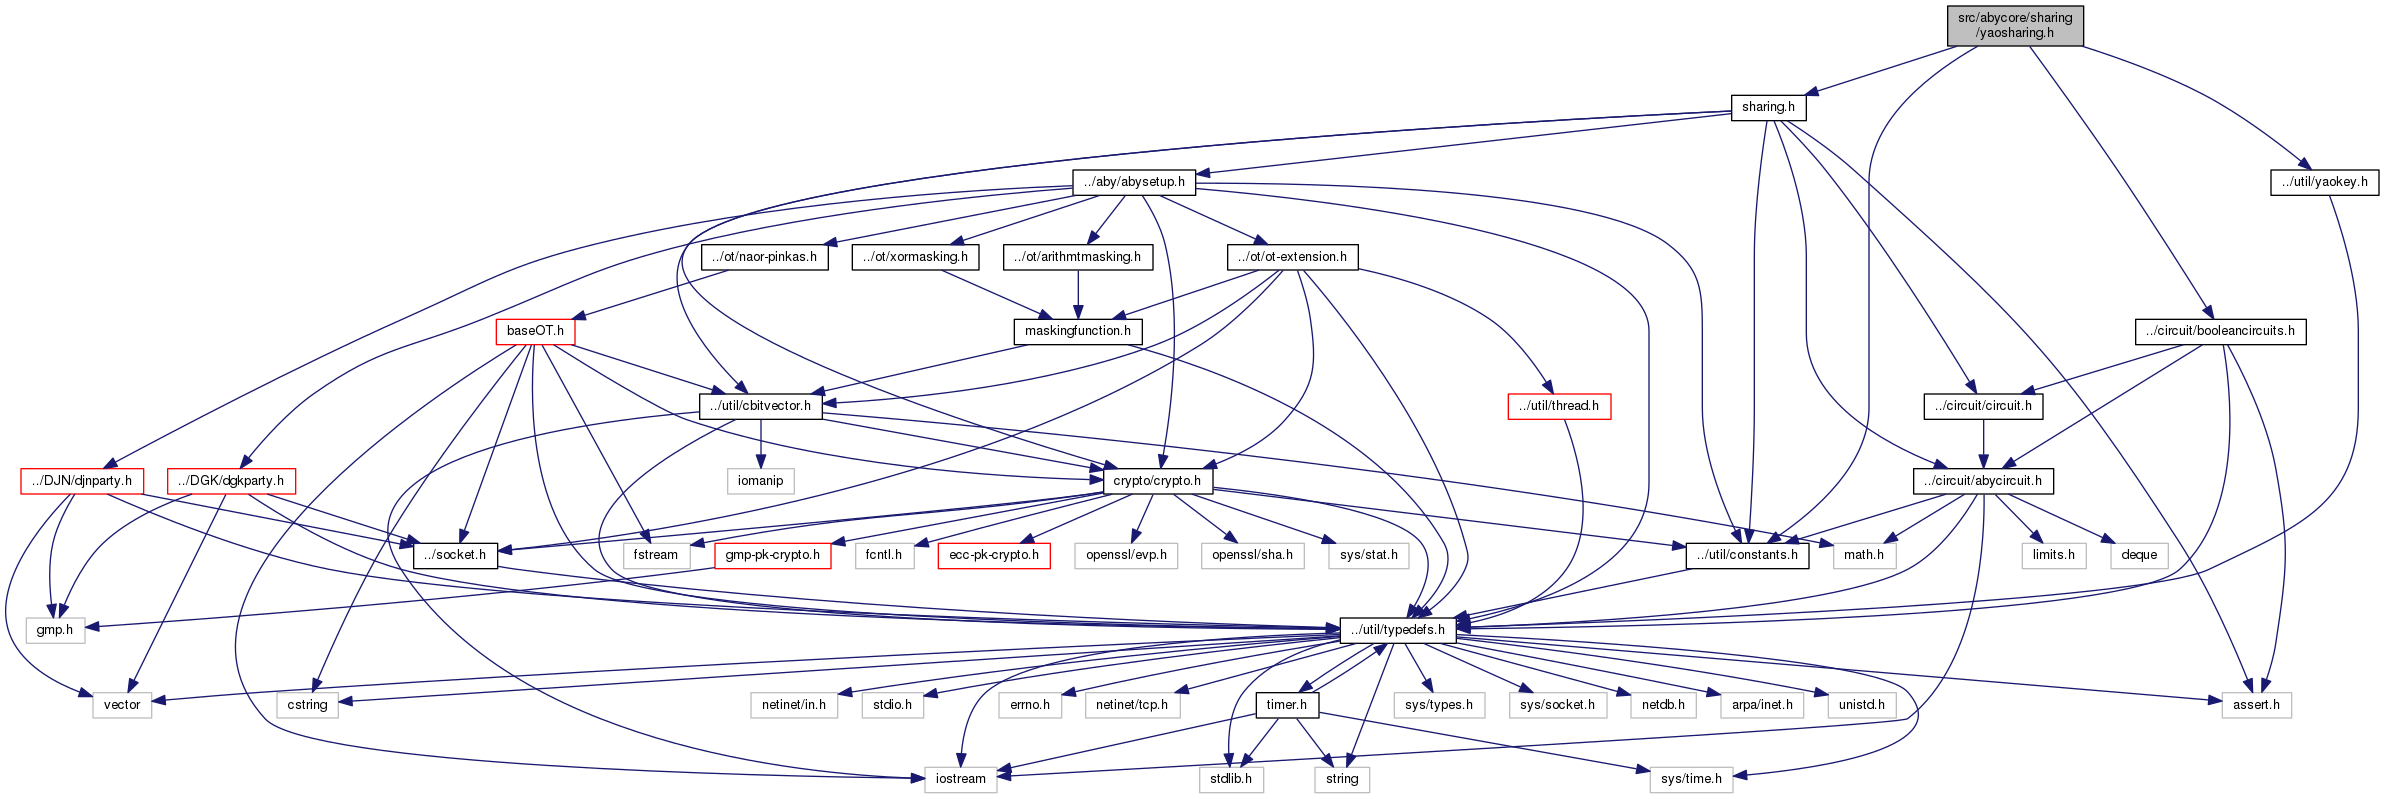 src/abycore/sharing
/yaosharing.h
sharing.h
../aby/abysetup.h
../util/yaokey.h
../ot/naor-pinkas.h
../ot/xormasking.h
../ot/arithmtmasking.h
../ot/ot-extension.h
baseOT.h
maskingfunction.h
../circuit/booleancircuits.h
../util/cbitvector.h
../util/thread.h
../circuit/circuit.h
../DJN/djnparty.h
../DGK/dgkparty.h
iomanip
crypto/crypto.h
../circuit/abycircuit.h
../socket.h
fstream
gmp-pk-crypto.h
fcntl.h
ecc-pk-crypto.h
openssl/evp.h
openssl/sha.h
sys/stat.h
../util/constants.h
math.h
limits.h
deque
gmp.h
../util/typedefs.h
vector
cstring
netinet/in.h
stdio.h
errno.h
netinet/tcp.h
timer.h
sys/types.h
sys/socket.h
netdb.h
arpa/inet.h
unistd.h
assert.h
iostream
stdlib.h
string
sys/time.h